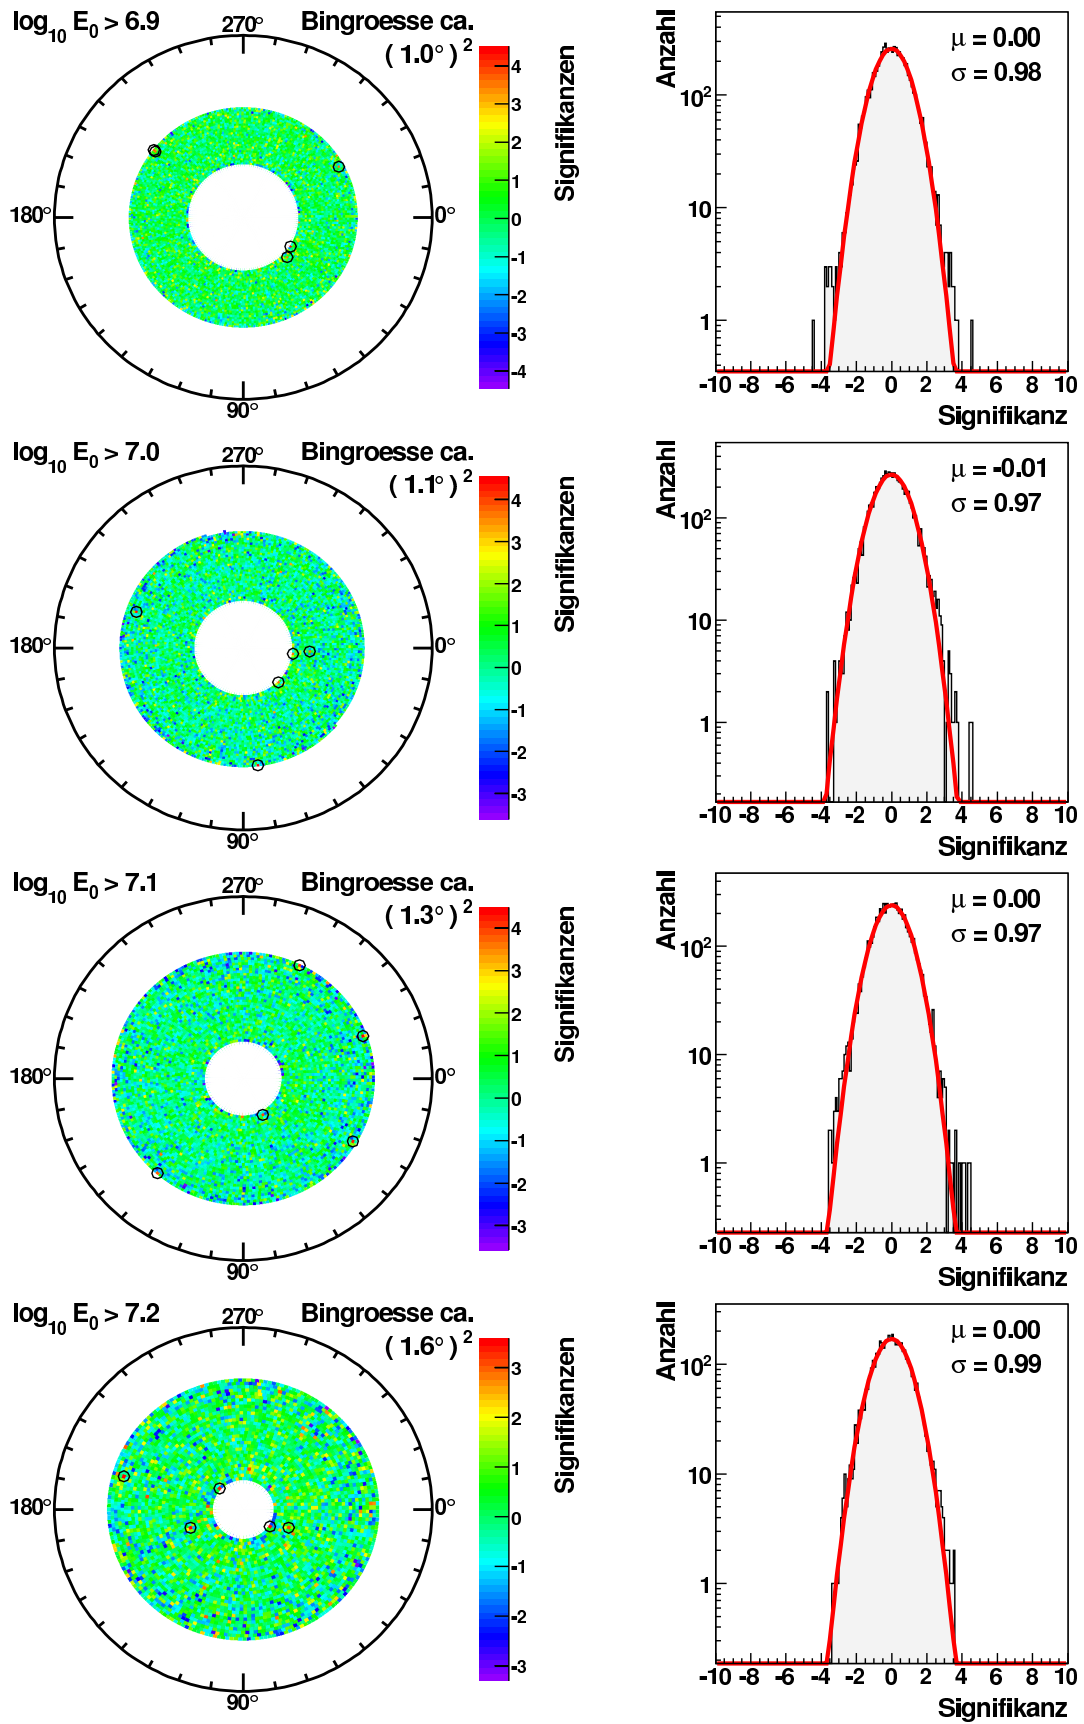 log10 E0 > 6.9
270°
Bingroesse ca.
( 1.0° )2
180°
0°
90°
4
3
2
1
0
-1
-2
-3
-4
Signifikanzen
Anzahl
μ = 0.00
σ = 0.98
102
10
1
-10 -8 -6 -4 -2 0 2 4 6 8 10
Signifikanz
log10 E0 > 7.0
270°
Bingroesse ca.
( 1.1° )2
180°
0°
90°
4
3
2
1
0
-1
-2
-3
Signifikanzen
Anzahl
μ = -0.01
σ = 0.97
102
10
1
-10 -8 -6 -4 -2 0 2 4 6 8 10
Signifikanz
log10 E0 > 7.1
270°
Bingroesse ca.
( 1.3° )2
180°
0°
90°
4
3
2
1
0
-1
-2
-3
Signifikanzen
Anzahl
μ = 0.00
σ = 0.97
102
10
1
-10 -8 -6 -4 -2 0 2 4 6 8 10
Signifikanz
log10 E0 > 7.2
270°
Bingroesse ca.
( 1.6° )2
180°
0°
90°
3
2
1
0
-1
-2
-3
Signifikanzen
Anzahl
μ = 0.00
σ = 0.99
102
10
1
-10 -8 -6 -4 -2 0 2 4 6 8 10
Signifikanz